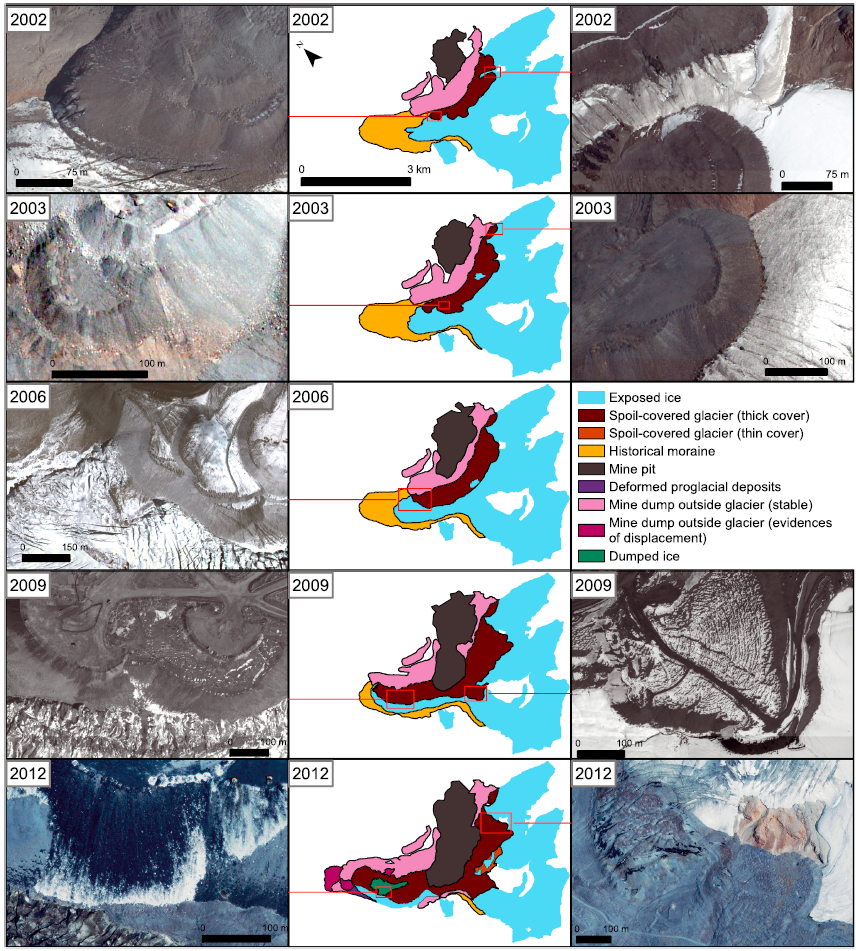 2002
0
75 m
2002
N
0
3 km
2002
0
75 m
2003
0
100 m
2003
2003
0
100 m
2006
0
150 m
2006
Exposed ice
Spoil-covered glacier (thick cover)
Spoil-covered glacier (thin cover)
Historical moraine
Mine pit
Deformed proglacial deposits
Mine dump outside glacier (stable)
Mine dump outside glacier (evidences
of displacement)
Dumped ice
2009
0
100 m
2009
2009
0
100 m
2012
0
100 m
2012
2012
0
100 m